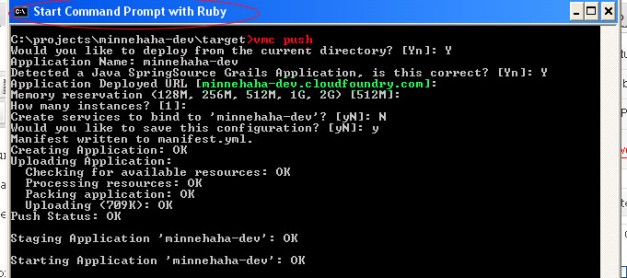 Start Command Prompt with Ruby
C:\projects\minnehaha-dev\target>vmc push
Would you like to deploy from the current directory? [Yn]: Y
Application Name: minnehaha-dev
Detected a Java SpringSource Grails Application, is this correct? [Yn]: Y
Application Deployed URL [minnehaha-dev.cloudfoundry.com]:
Memory reservation (128M, 256M, 512M, 1G, 2G) [512M]:
How many instances? [1]:
Create services to bind to 'minnehaha-dev'? [yN]: N
Would you like to save this configuration? [yN]: y
Manifest written to manifest.yml.
Creating Application: OK
Uploading Application:
Checking for available resources: OK
Processing resources: OK
Packing application: OK
Uploading (709K): OK
Push Status: OK
Staging Application 'minnehaha-dev': OK
Starting Application 'minnehaha-dev': OK